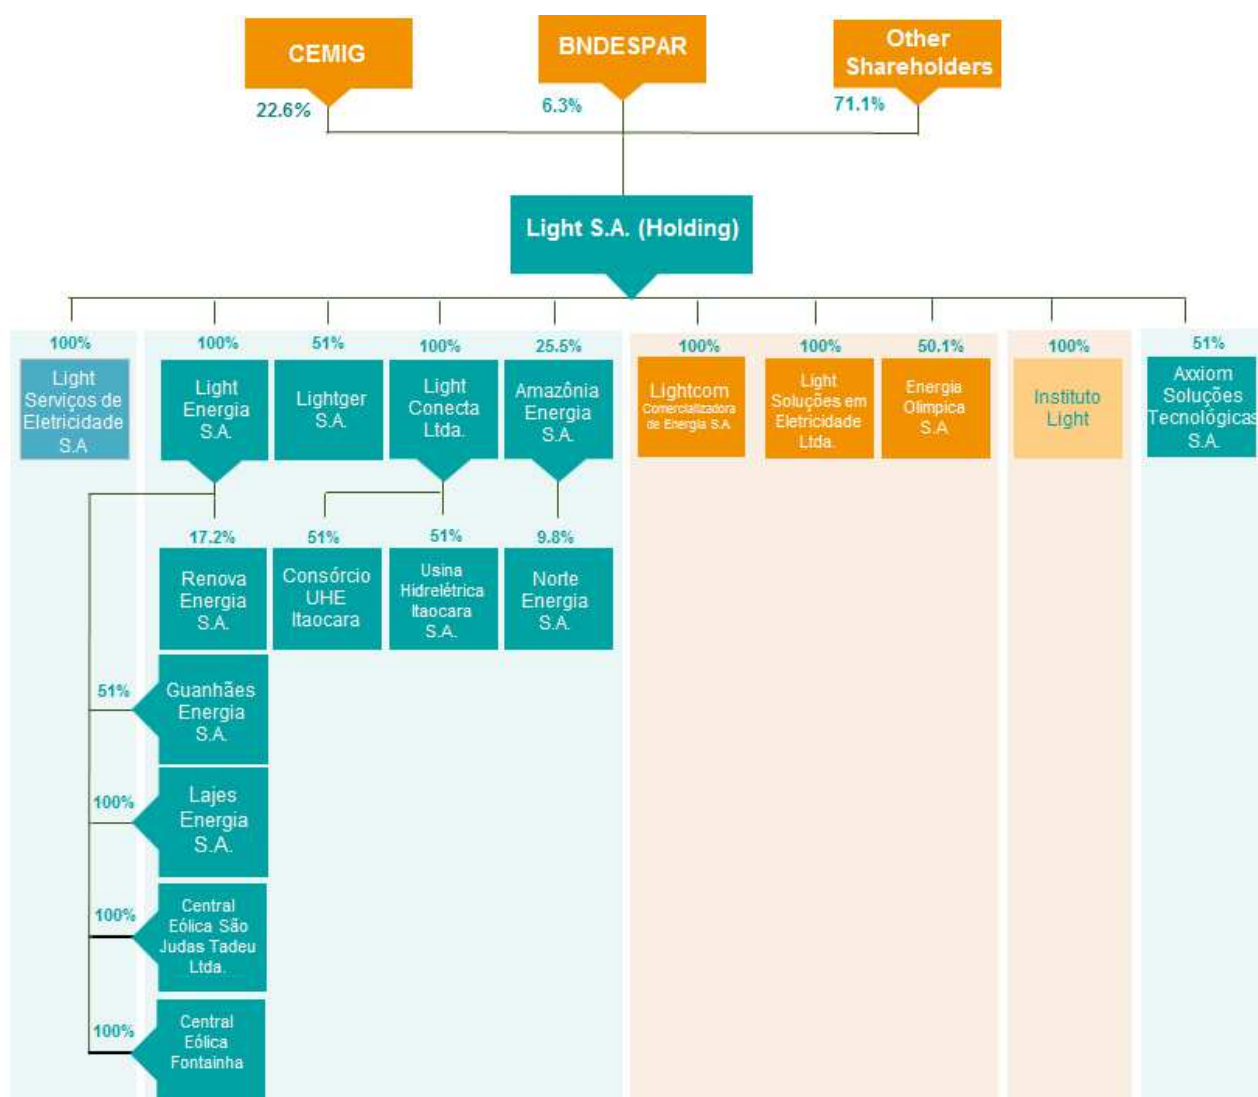 CEMIG
BNDESPAR
Other
Shareholders
22.6%
6.3%
71.1%
Light S.A. (Holding)
100%
100%
51%
100%
25.5%
100%
100%
50.1%
100%
51%
Light
Serviços de
Eletricidade
S.A
Light
Energia
S.A.
Lightger
S.A.
Light
Conecta
Ltda.
Amazônia
Energia
S.A.
Lightcom
Comercializadora
de Energia S.A
Light
Soluções em
Eletricidade
Ltda.
Energia
Olimpica
S.A
Instituto
Light
Axxiom
Soluções
Tecnológicas
S.A.
17.2%
51%
51%
9.8%
Renova
Energia
S.A.
Consórcio
UHE
Itaocara
Usina
Hidrelétrica
Itaocara
S.A.
Norte
Energia
S.A.
51%
Guanhães
Energia
S.A.
100%
Lajes
Energia
S.A.
100%
Central
Eólica São
Judas Tadeu
Ltda.
100%
Central
Eólica
Fontainha